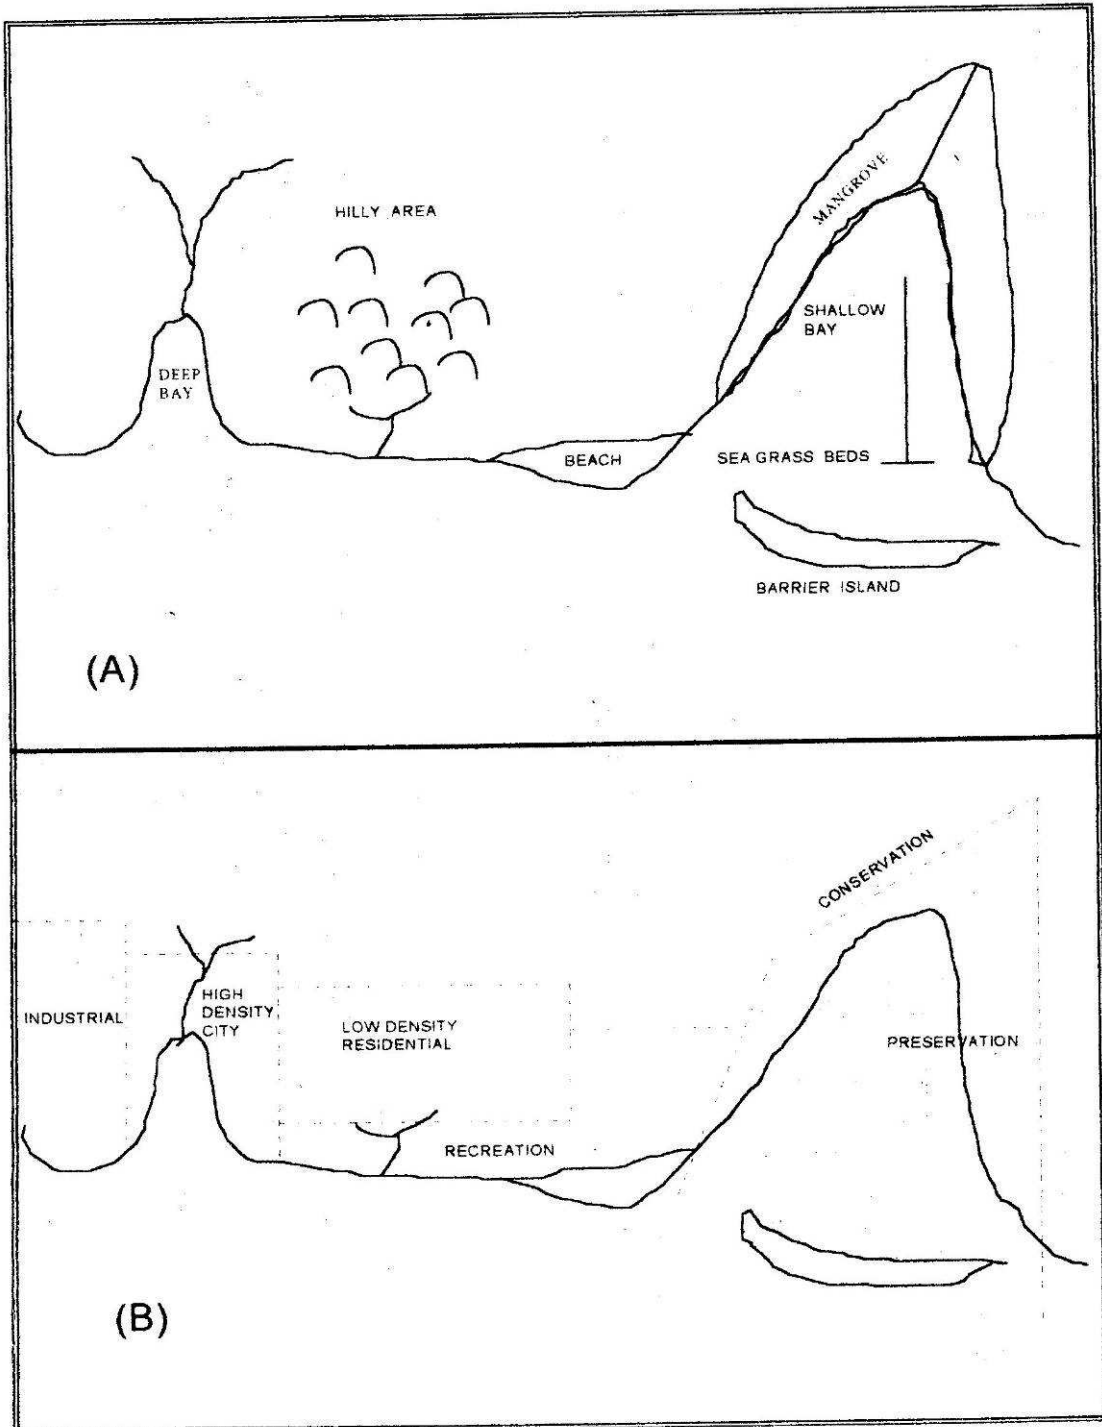 HILLY AREA
MANGROVE
SHALLOW
BAY
DEEP
BAY
BEACH
SEA GRASS BEDS
BARRIER ISLAND
(A)
CONSERVATION
INDUSTRIAL
HIGH
DENSITY
CITY
LOW DENSITY
RESIDENTIAL
PRESERVATION
RECREATION
(B)